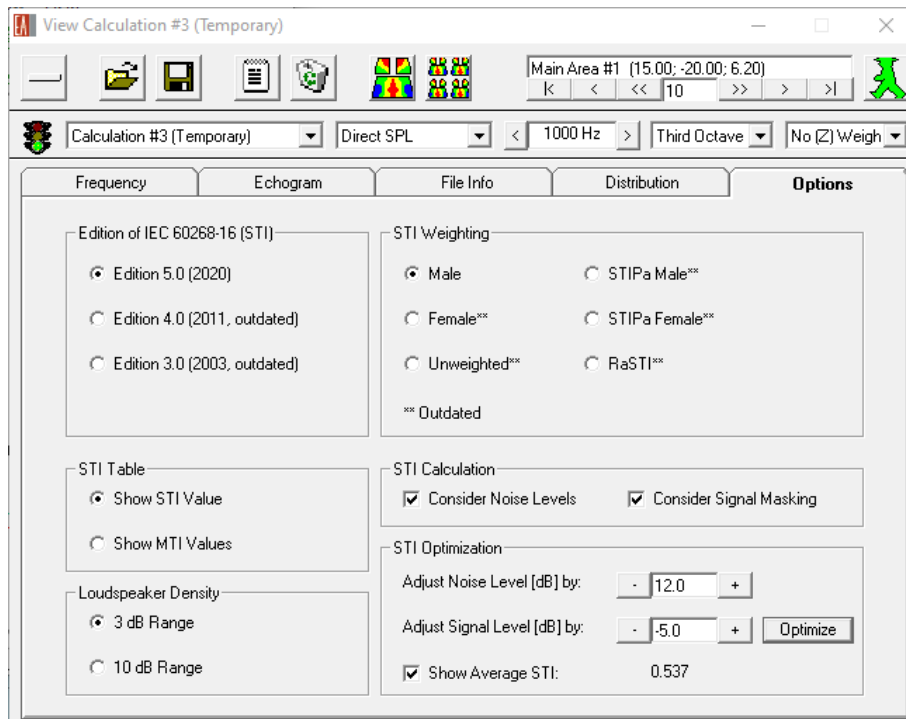 EA View Calculation #3 (Temporary)
Main Area #1 (15.00; -20.00; 6.20)
|< < << 10 >> > >|
Calculation #3 (Temporary) Direct SPL < 1000 Hz > Third Octave No (Z) Weigh
Frequency Echogram File Info Distribution Options
Edition of IEC 60268-16 (STI)
Edition 5.0 (2020)
Edition 4.0 (2011, outdated)
Edition 3.0 (2003, outdated)
STI Weighting
Male STIPa Male**
Female** STIPa Female**
Unweighted** RaSTI**
** Outdated
STI Table
Show STI Value
Show MTI Values
STI Calculation
Consider Noise Levels Consider Signal Masking
Loudspeaker Density
3 dB Range
10 dB Range
STI Optimization
Adjust Noise Level [dB] by: - 12.0 +
Adjust Signal Level [dB] by: - -5.0 + Optimize
Show Average STI: 0.537